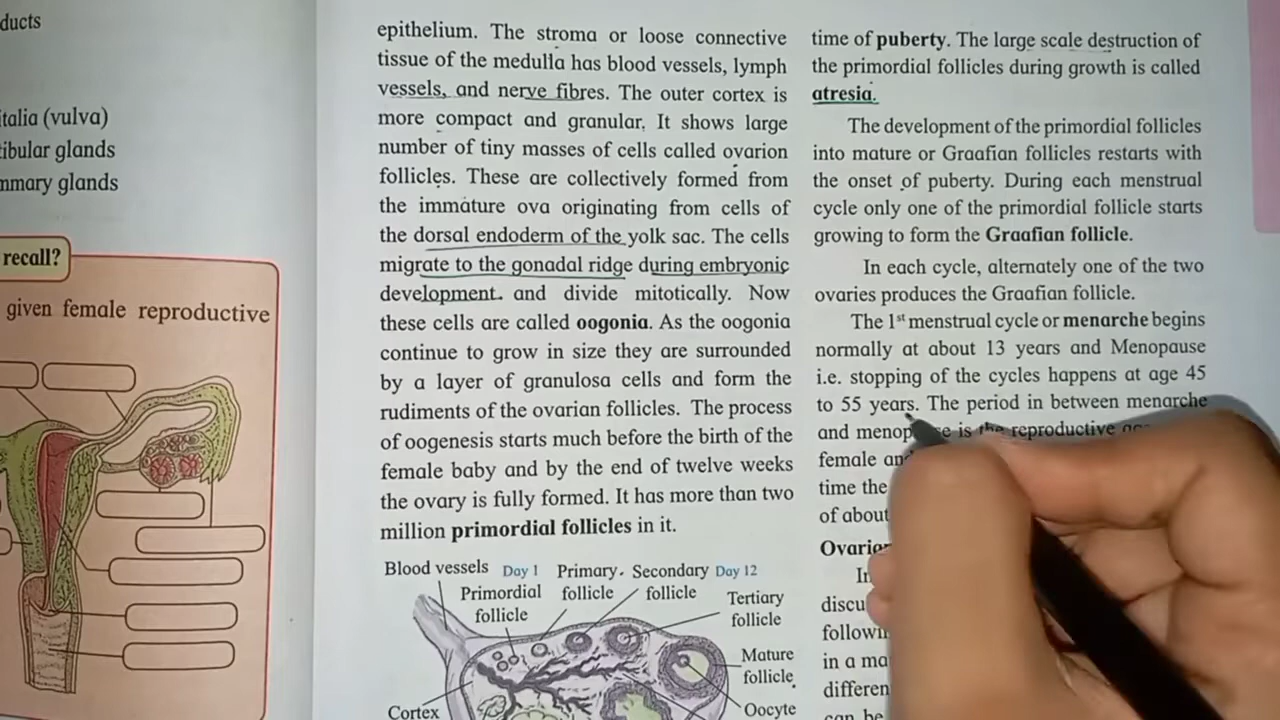 ducts
italia (vulva)
tibular glands
mmary glands
recall?
given female reproductive
epithelium. The stroma or loose connective
tissue of the medulla has blood vessels, lymph
vessels, and nerve fibres. The outer cortex is
more compact and granular. It shows large
number of tiny masses of cells called ovarion
follicles. These are collectively formed from
the immature ova originating from cells of
the dorsal endoderm of the yolk sac. The cells
migrate to the gonadal ridge during embryonic
development. and divide mitotically. Now
these cells are called oogonia. As the oogonia
continue to grow in size they are surrounded
by a layer of granulosa cells and form the
rudiments of the ovarian follicles. The process
of oogenesis starts much before the birth of the
female baby and by the end of twelve weeks
the ovary is fully formed. It has more than two
million primordial follicles in it.
Blood vessels Day 1 Primary Secondary Day 12
Primordial follicle follicle Tertiary
follicle follicle
Mature
follicle
Cortex Oocyte
time of puberty. The large scale destruction of
the primordial follicles during growth is called
atresia.
The development of the primordial follicles
into mature or Graafian follicles restarts with
the onset of puberty. During each menstrual
cycle only one of the primordial follicle starts
growing to form the Graafian follicle.
In each cycle, alternately one of the two
ovaries produces the Graafian follicle.
The 1st menstrual cycle or menarche begins
normally at about 13 years and Menopause
i.e. stopping of the cycles happens at age 45
to 55 years. The period in between menarche
and is the reproductive
female
time the
of about
in a
can be